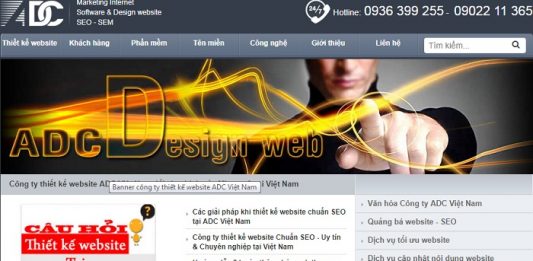 ADC
Marketing Internet
Software & Design website
SEO - SEM
24/7
Hotline: 0936 399 255 - 09022 11 365
Thiết kế website Khách hàng Phần mềm Tên miền Công nghệ Giới thiệu Liên hệ
Tìm kiếm...
ADC Design web
Công ty thiết kế website
Việt Nam
Banner công ty thiết kế website ADC Việt Nam
CÂU HỎI
Thiết kế website
Các giải pháp khi thiết kế website chuẩn SEO
tại ADC Việt Nam
Công ty thiết kế website Chuẩn SEO - Uy tín
& Chuyên nghiệp tại Việt Nam
Văn hóa Công ty ADC Việt Nam
Quảng bá website - SEO
Dịch vụ tối ưu website
Dịch vụ cập nhật nội dung website